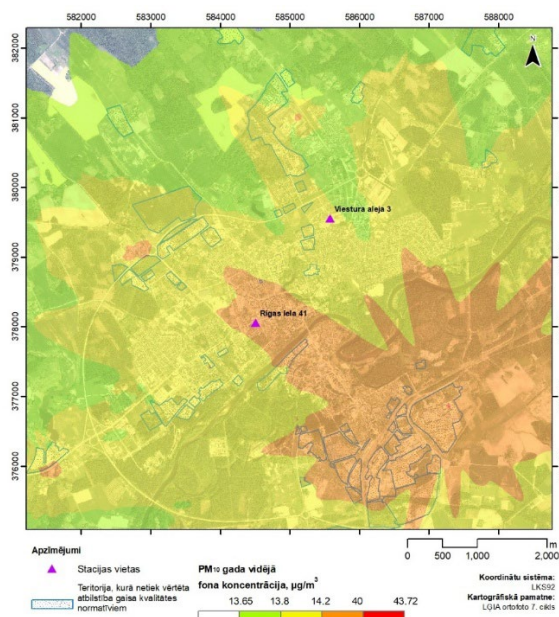 582000 583000 584000 585000 586000 587000 588000
382000
381000
380000
379000
378000
377000
376000
N
Viestura aleja 3
Rīgas iela 41
Apzīmējumi
Stacijas vietas
Teritorija, kurā netiek vērtēta
atbilstība gaisa kvalitātes
normatīviem
PM10 gada vidējā
fona koncentrācija, µg/m³
13.65 13.8 14.2 40 43.72
m
0 500 1,000 2,000
Koordinātu sistēma:
LKS92
Kartogrāfiskā pamatne:
LĢIA ortofoto 7. cikls